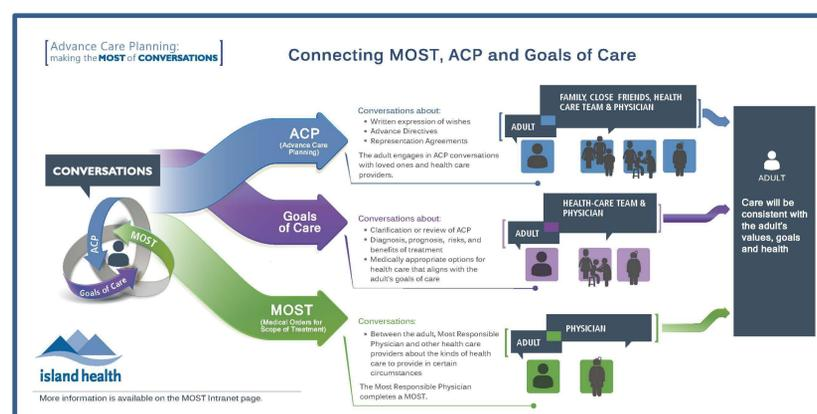 Advance Care Planning:
making the MOST of CONVERSATIONS
Connecting MOST, ACP and Goals of Care
CONVERSATIONS
ACP
MOST
Goals of Care
ACP
(Advance Care
Planning)
Conversations about:
• Written expression of wishes
• Advance Directives
• Representation Agreements
The adult engages in ACP conversations
with loved ones and health care
providers.
ADULT
FAMILY, CLOSE FRIENDS, HEALTH
CARE TEAM & PHYSICIAN
Goals
of Care
Conversations about:
• Clarification or review of ACP
• Diagnosis, prognosis, risks, and
benefits of treatment
• Medically appropriate options for
health care that aligns with the
adult's goals of care
ADULT
HEALTH-CARE TEAM &
PHYSICIAN
MOST
(Medical Orders for
Scope of Treatment)
Conversations:
• Between the adult, Most Responsible
Physician and other health care
providers about the kinds of health
care to provide in certain
circumstances
The Most Responsible Physician
completes a MOST.
ADULT
PHYSICIAN
ADULT
Care will be
consistent with
the adult's
values, goals
and health
island health
More information is available on the MOST Intranet page.